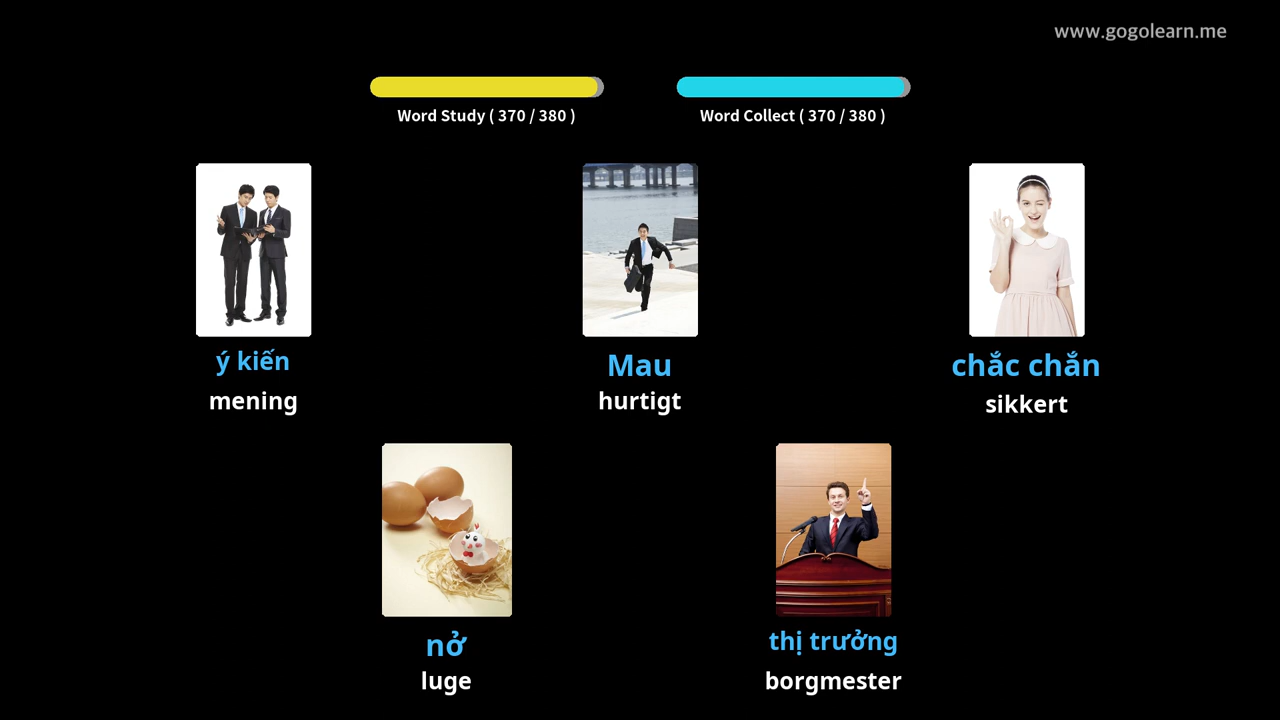 www.gogolearn.me
Word Study ( 370 / 380 )
Word Collect ( 370 / 380 )
ý kiến
mening
Mau
hurtigt
chắc chắn
sikkert
nở
luge
thị trưởng
borgmester